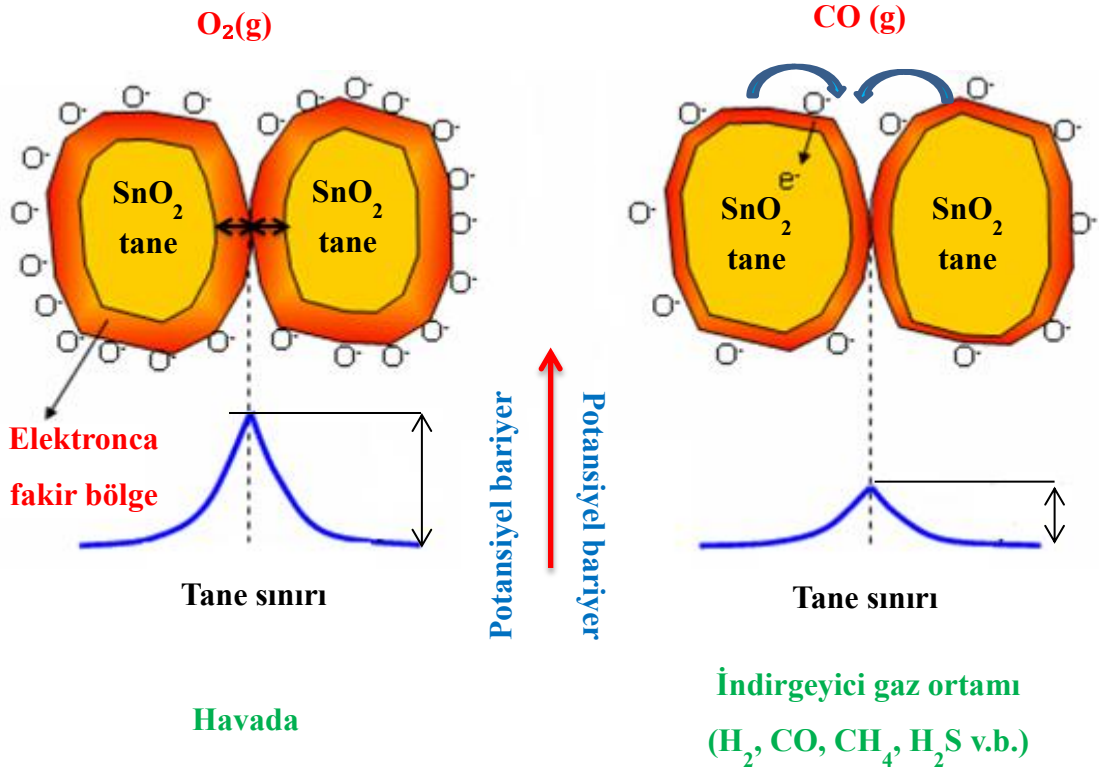 O₂(g)
CO (g)
O⁻ O⁻ O⁻ O⁻ O⁻ O⁻ O⁻
O⁻ O⁻ O⁻
O⁻ O⁻
O⁻ O⁻
O⁻ O⁻
O⁻ O⁻
O⁻ O⁻ O⁻ O⁻ O⁻ O⁻ O⁻
SnO₂
tane
SnO₂
tane
Elektronca
fakir bölge
Tane sınırı
Havada
Potansiyel bariyer
Potansiyel bariyer
O⁻ O⁻ O⁻
O⁻
O⁻ O⁻
O⁻ O⁻ O⁻
e⁻
SnO₂
tane
SnO₂
tane
Tane sınırı
İndirgeyici gaz ortamı
(H₂, CO, CH₄, H₂S v.b.)